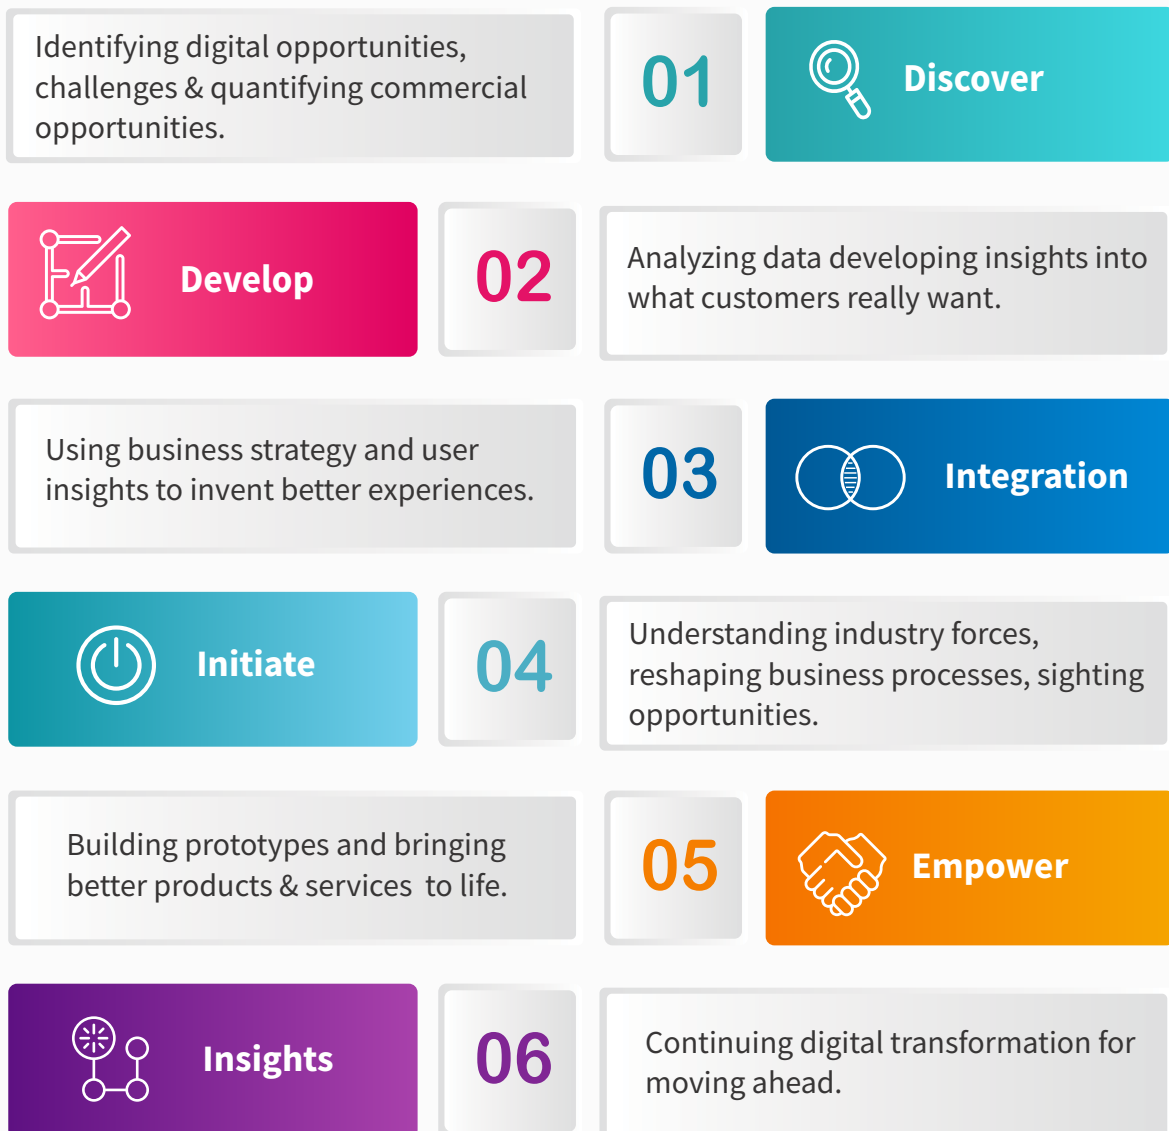 Identifying digital opportunities,
challenges & quantifying commercial
opportunities.
01
Discover
Develop
02
Analyzing data developing insights into
what customers really want.
Using business strategy and user
insights to invent better experiences.
03
Integration
Initiate
04
Understanding industry forces,
reshaping business processes, sighting
opportunities.
Building prototypes and bringing
better products & services  to life.
05
Empower
Insights
06
Continuing digital transformation for
moving ahead.